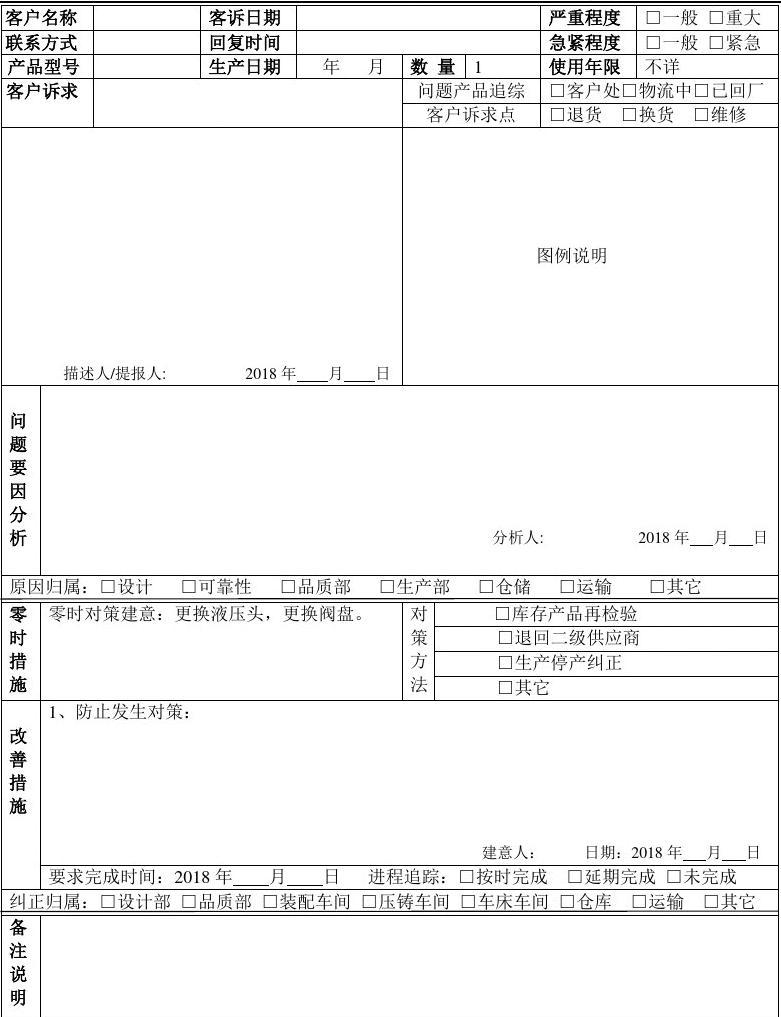 客户名称 客诉日期 严重程度 □一般 □重大
联系方式 回复时间 急紧程度 □一般 □紧急
产品型号 生产日期 年 月 数 量 1 使用年限 不详
客户诉求 问题产品追综 □客户处□物流中□已回厂
客户诉求点 □退货 □换货 □维修
图例说明
描述人/提报人: 2018 年____月____日
问题要因分析
分析人: 2018 年___月___日
原因归属：□设计 □可靠性 □品质部 □生产部 □仓储 □运输 □其它
零时措施
零时对策建意：更换液压头，更换阀盘。
对策方法
□库存产品再检验
□退回二级供应商
□生产停产纠正
□其它
改善措施
1、防止发生对策：
建意人： 日期：2018 年___月___日
要求完成时间：2018 年____月____日 进程追踪：□按时完成 □延期完成 □未完成
纠正归属：□设计部 □品质部 □装配车间 □压铸车间 □车床车间 □仓库 □运输 □其它
备注说明